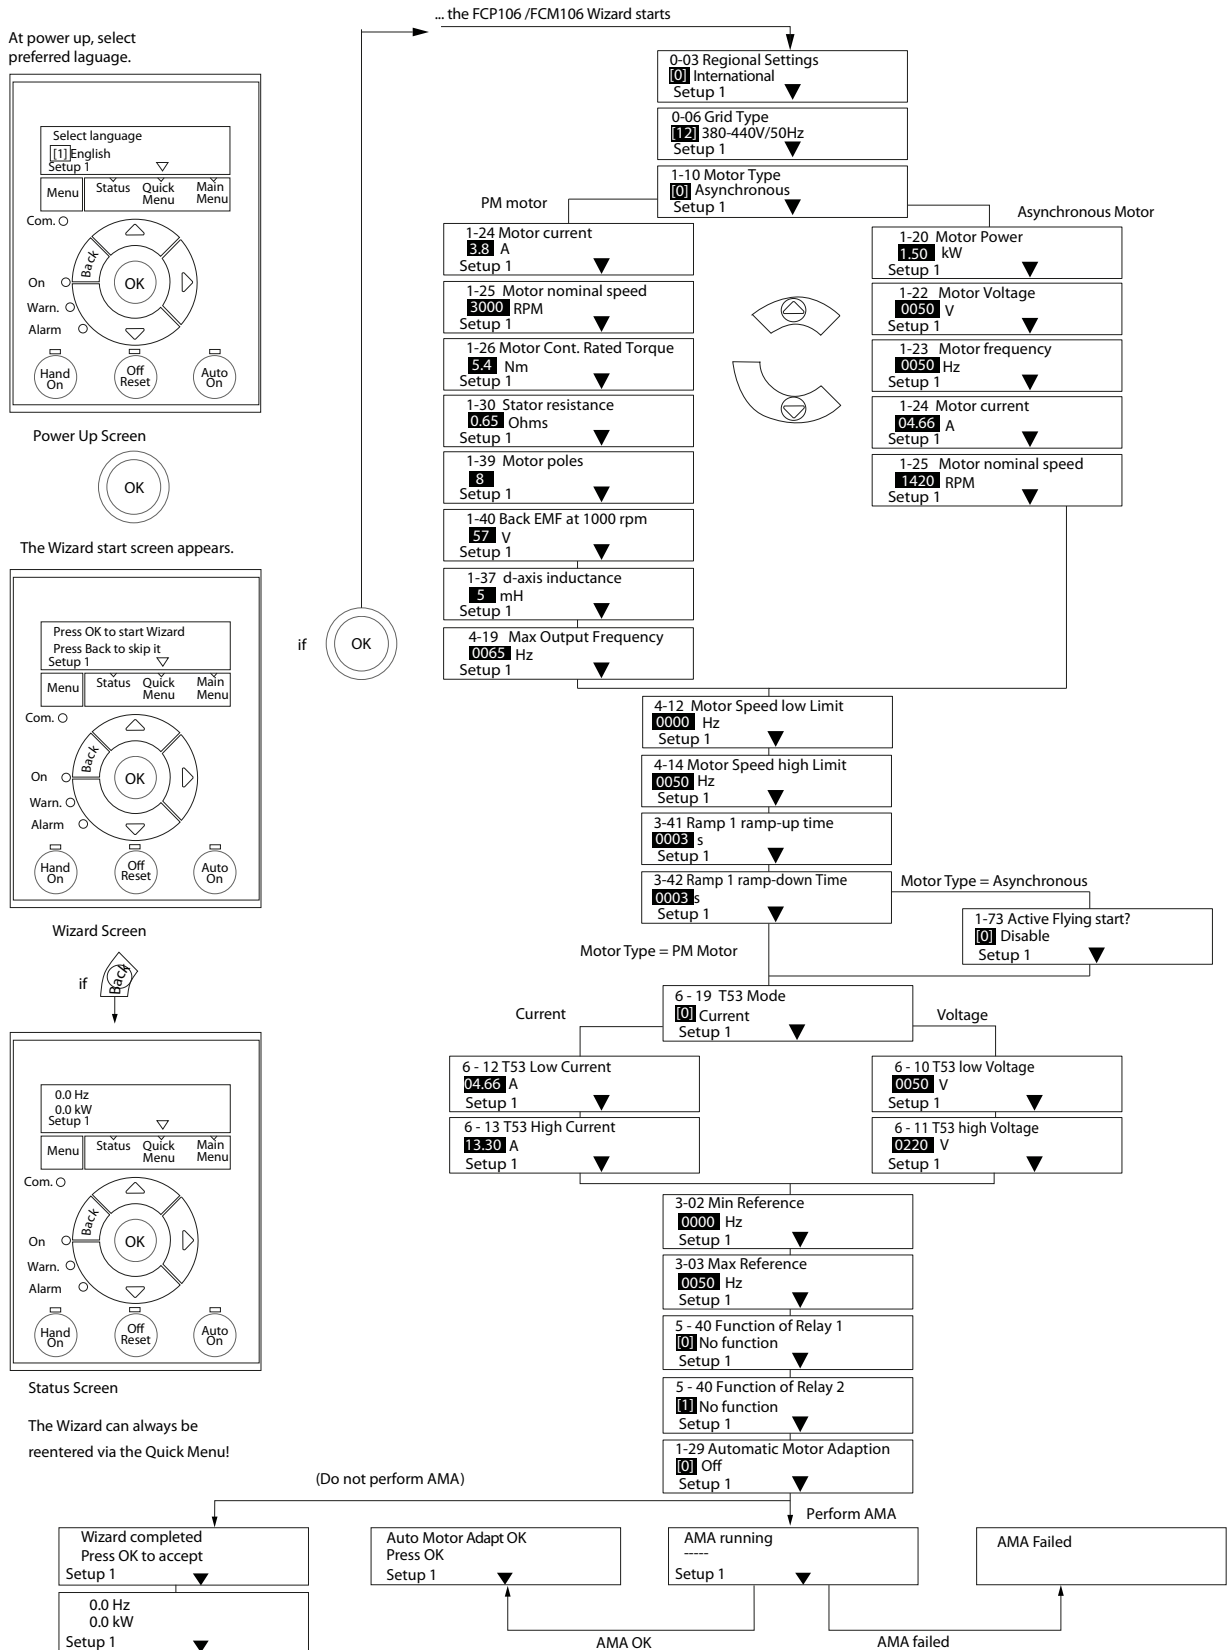 At power up, select
preferred laguage.
Select language
[1] English
Setup 1
Menu
Status
Quick
Menu
Main
Menu
Com.
Back
OK
On
Warn.
Alarm
Hand
On
Off
Reset
Auto
On
Power Up Screen
OK
The Wizard start screen appears.
Press OK to start Wizard
Press Back to skip it
Setup 1
Menu
Status
Quick
Menu
Main
Menu
Com.
Back
OK
On
Warn.
Alarm
Hand
On
Off
Reset
Auto
On
Wizard Screen
if
Back
0.0 Hz
0.0 kW
Setup 1
Menu
Status
Quick
Menu
Main
Menu
Com.
Back
OK
On
Warn.
Alarm
Hand
On
Off
Reset
Auto
On
Status Screen
The Wizard can always be
reentered via the Quick Menu!
if
OK
... the FCP106 /FCM106 Wizard starts
0-03 Regional Settings
[0] International
Setup 1
0-06 Grid Type
[12] 380-440V/50Hz
Setup 1
1-10 Motor Type
[0] Asynchronous
Setup 1
PM motor
1-24 Motor current
3.8 A
Setup 1
1-25 Motor nominal speed
3000 RPM
Setup 1
1-26 Motor Cont. Rated Torque
5.4 Nm
Setup 1
1-30 Stator resistance
0.65 Ohms
Setup 1
1-39 Motor poles
8
Setup 1
1-40 Back EMF at 1000 rpm
57 V
Setup 1
1-37 d-axis inductance
5 mH
Setup 1
4-19 Max Output Frequency
0065 Hz
Setup 1
Asynchronous Motor
1-20 Motor Power
1.50 kW
Setup 1
1-22 Motor Voltage
0050 V
Setup 1
1-23 Motor frequency
0050 Hz
Setup 1
1-24 Motor current
04.66 A
Setup 1
1-25 Motor nominal speed
1420 RPM
Setup 1
4-12 Motor Speed low Limit
0000 Hz
Setup 1
4-14 Motor Speed high Limit
0050 Hz
Setup 1
3-41 Ramp 1 ramp-up time
0003 s
Setup 1
3-42 Ramp 1 ramp-down Time
0003 s
Setup 1
Motor Type = Asynchronous
1-73 Active Flying start?
[0] Disable
Setup 1
Motor Type = PM Motor
6 - 19 T53 Mode
[0] Current
Setup 1
Current
6 - 12 T53 Low Current
04.66 A
Setup 1
6 - 13 T53 High Current
13.30 A
Setup 1
Voltage
6 - 10 T53 low Voltage
0050 V
Setup 1
6 - 11 T53 high Voltage
0220 V
Setup 1
3-02 Min Reference
0000 Hz
Setup 1
3-03 Max Reference
0050 Hz
Setup 1
5 - 40 Function of Relay 1
[0] No function
Setup 1
5 - 40 Function of Relay 2
[1] No function
Setup 1
1-29 Automatic Motor Adaption
[0] Off
Setup 1
(Do not perform AMA)
Perform AMA
Wizard completed
Press OK to accept
Setup 1
0.0 Hz
0.0 kW
Setup 1
Auto Motor Adapt OK
Press OK
Setup 1
AMA running
-----
Setup 1
AMA Failed
AMA OK
AMA failed